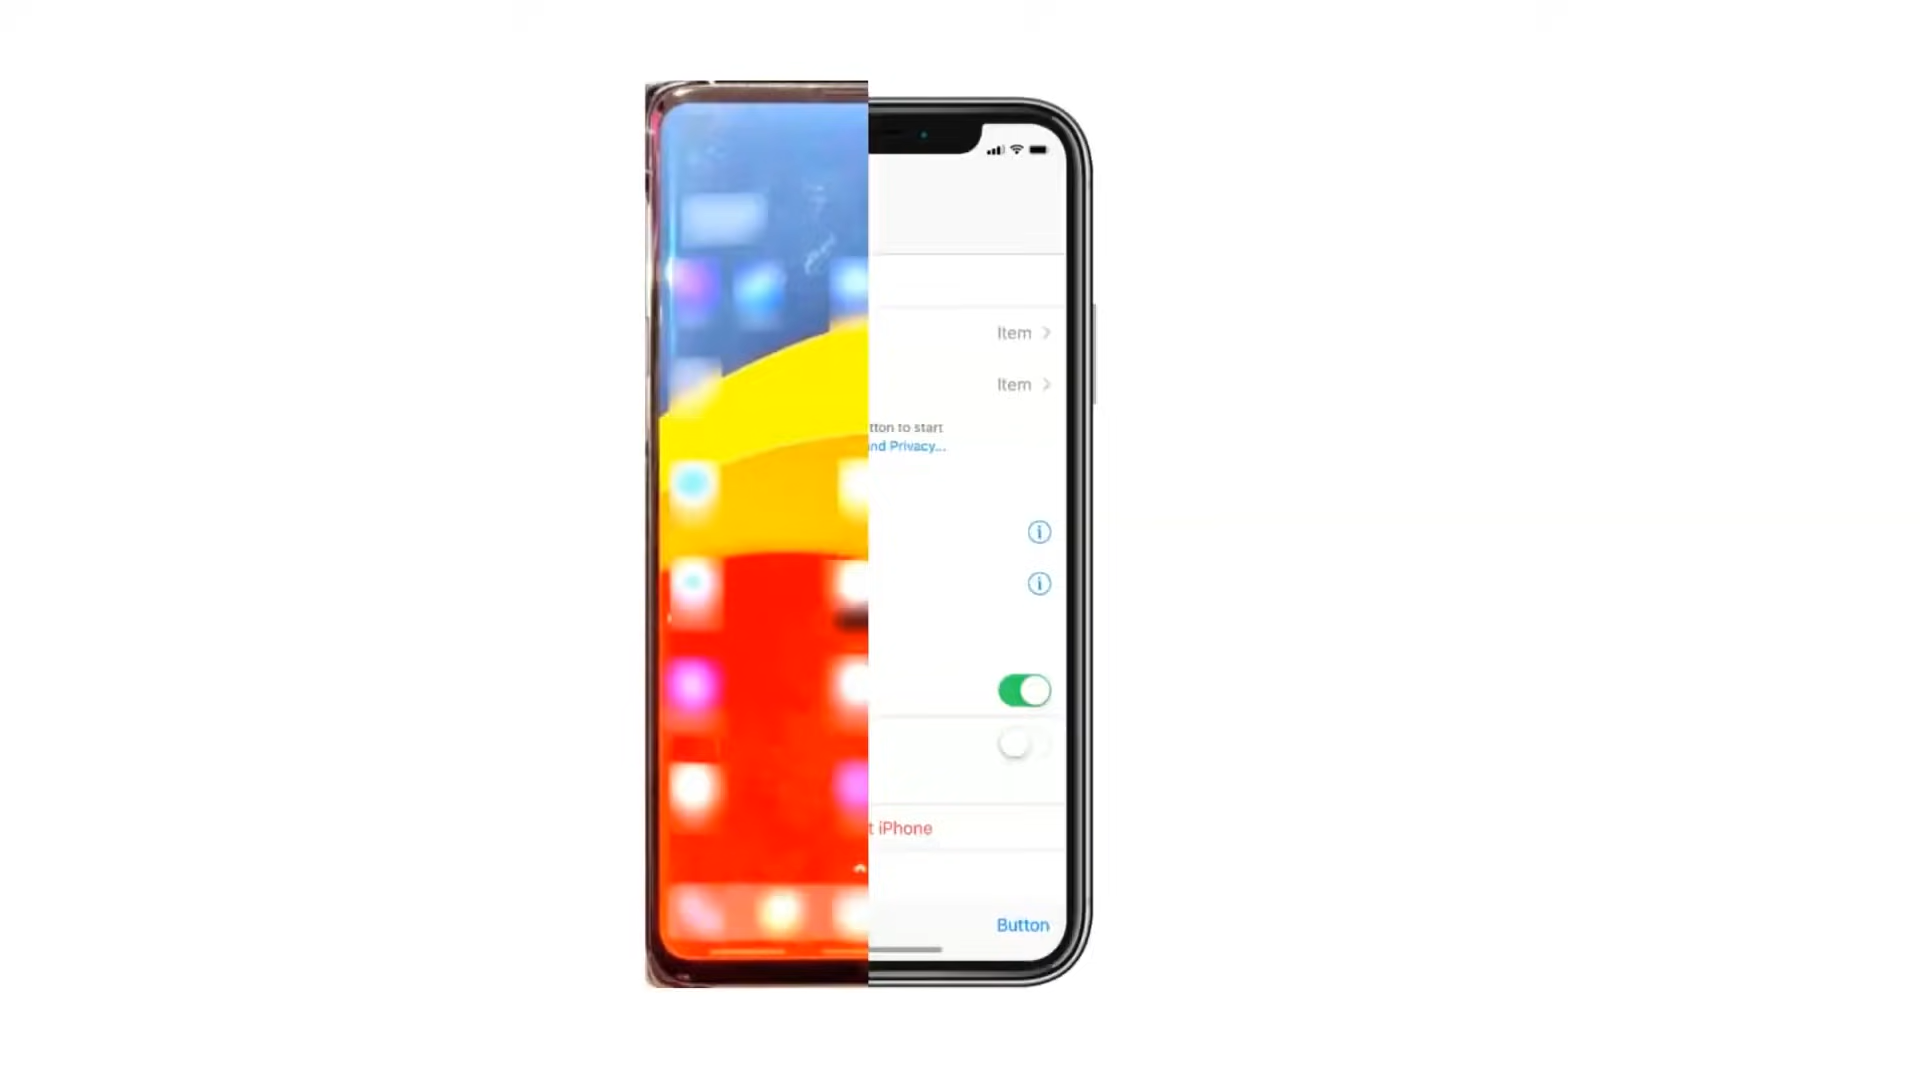 Item
Item
tton to start
nd Privacy...
t iPhone
Button